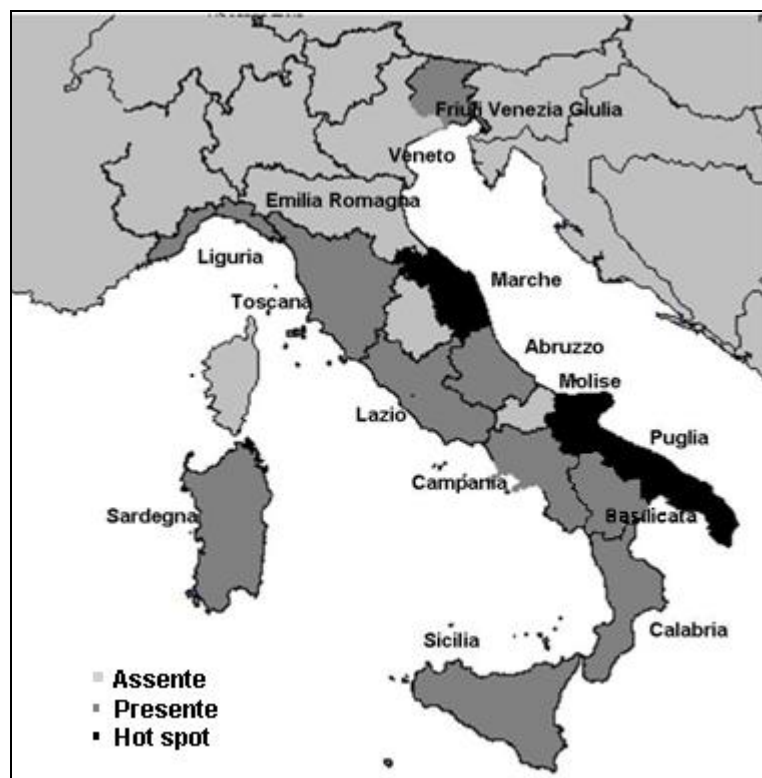 Friuli Venezia Giulia
Veneto
Emilia Romagna
Liguria
Marche
Toscana
Abruzzo
Molise
Lazio
Puglia
Campania
Sardegna
Basilicata
Calabria
Sicilia
Assente
Presente
Hot spot